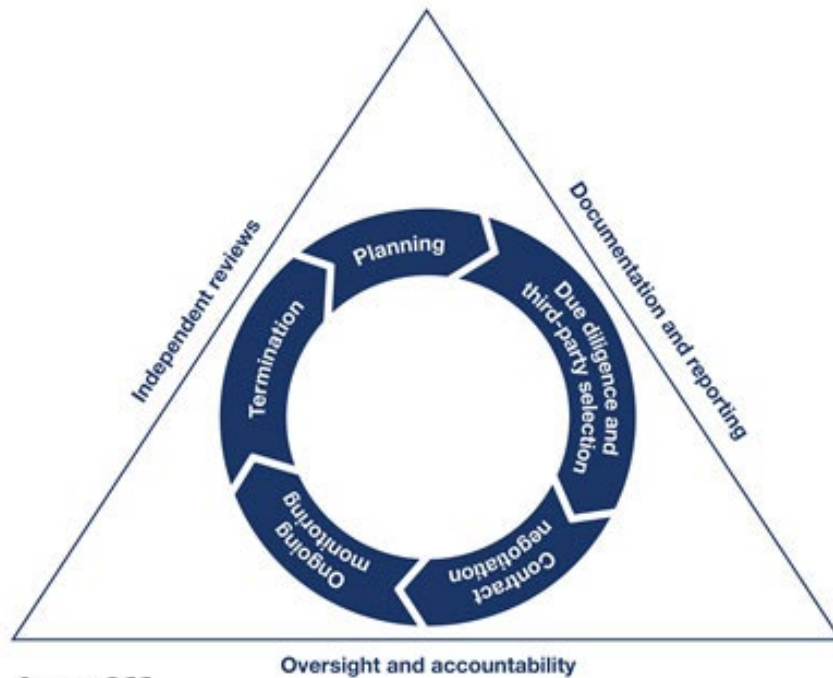 Independent reviews
Documentation and reporting
Planning
Due diligence and
third-party selection
Contract
negotiation
Ongoing
monitoring
Termination
Oversight and accountability